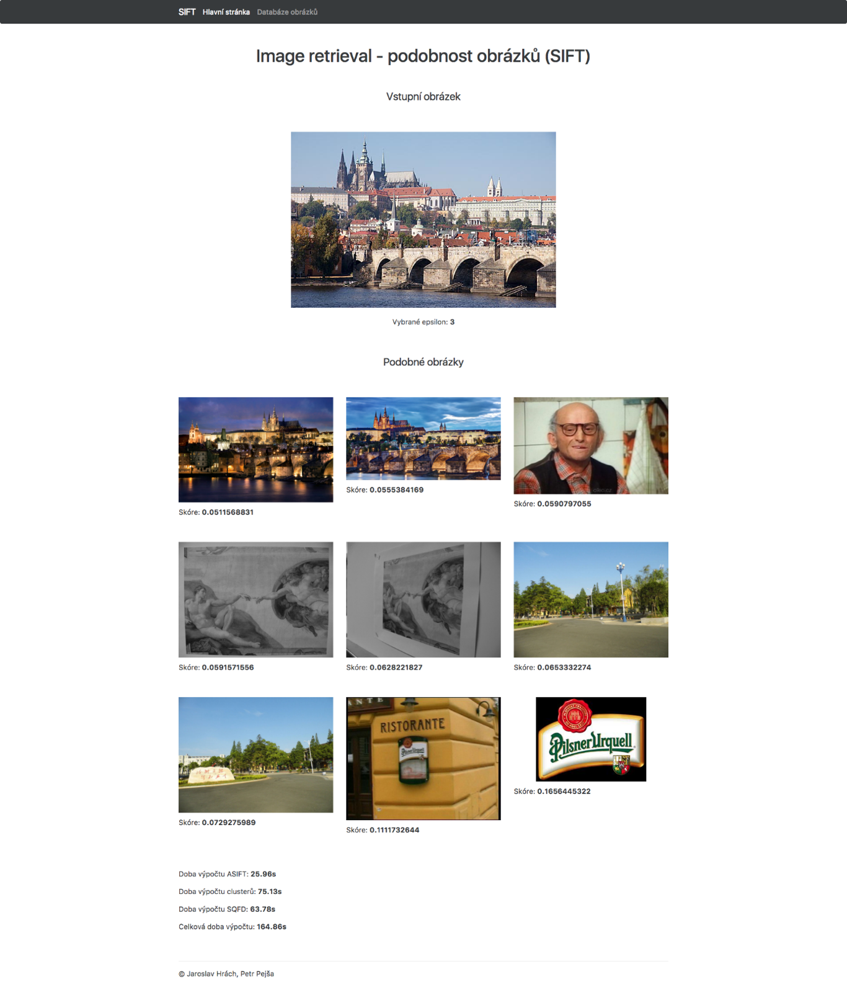 SIFT Hlavní stránka Databáze obrázků
Image retrieval - podobnost obrázků (SIFT)
Vstupní obrázek
Vybrané epsilon: 3
Podobné obrázky
Skóre: 0.0511568831
Skóre: 0.0555384169
Skóre: 0.0590797055
Skóre: 0.0591571556
Skóre: 0.0628221827
Skóre: 0.0653332274
Skóre: 0.0729275989
ANTE
RISTORANTE
Pilsner Urquell
Skóre: 0.1111732644
Pilsner Urquell
Skóre: 0.1656445322
Doba výpočtu ASIFT: 25.96s
Doba výpočtu clusterů: 75.13s
Doba výpočtu SQFD: 63.78s
Celková doba výpočtu: 164.86s
© Jaroslav Hrách, Petr Pejša